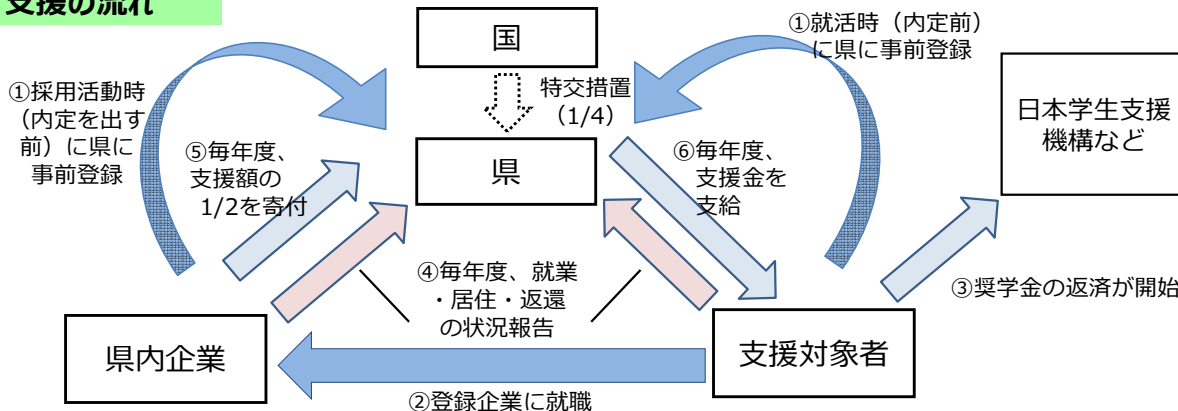 支援の流れ
国
①就活時（内定前）
に県に事前登録
①採用活動時
（内定を出す
前）に県に
事前登録
特交措置
（1/4）
日本学生支援
機構など
⑤毎年度、
支援額の
1/2を寄付
県
⑥毎年度、
支援金を
支給
④毎年度、就業
・居住・返還
の状況報告
③奨学金の返済が開始
県内企業
支援対象者
②登録企業に就職